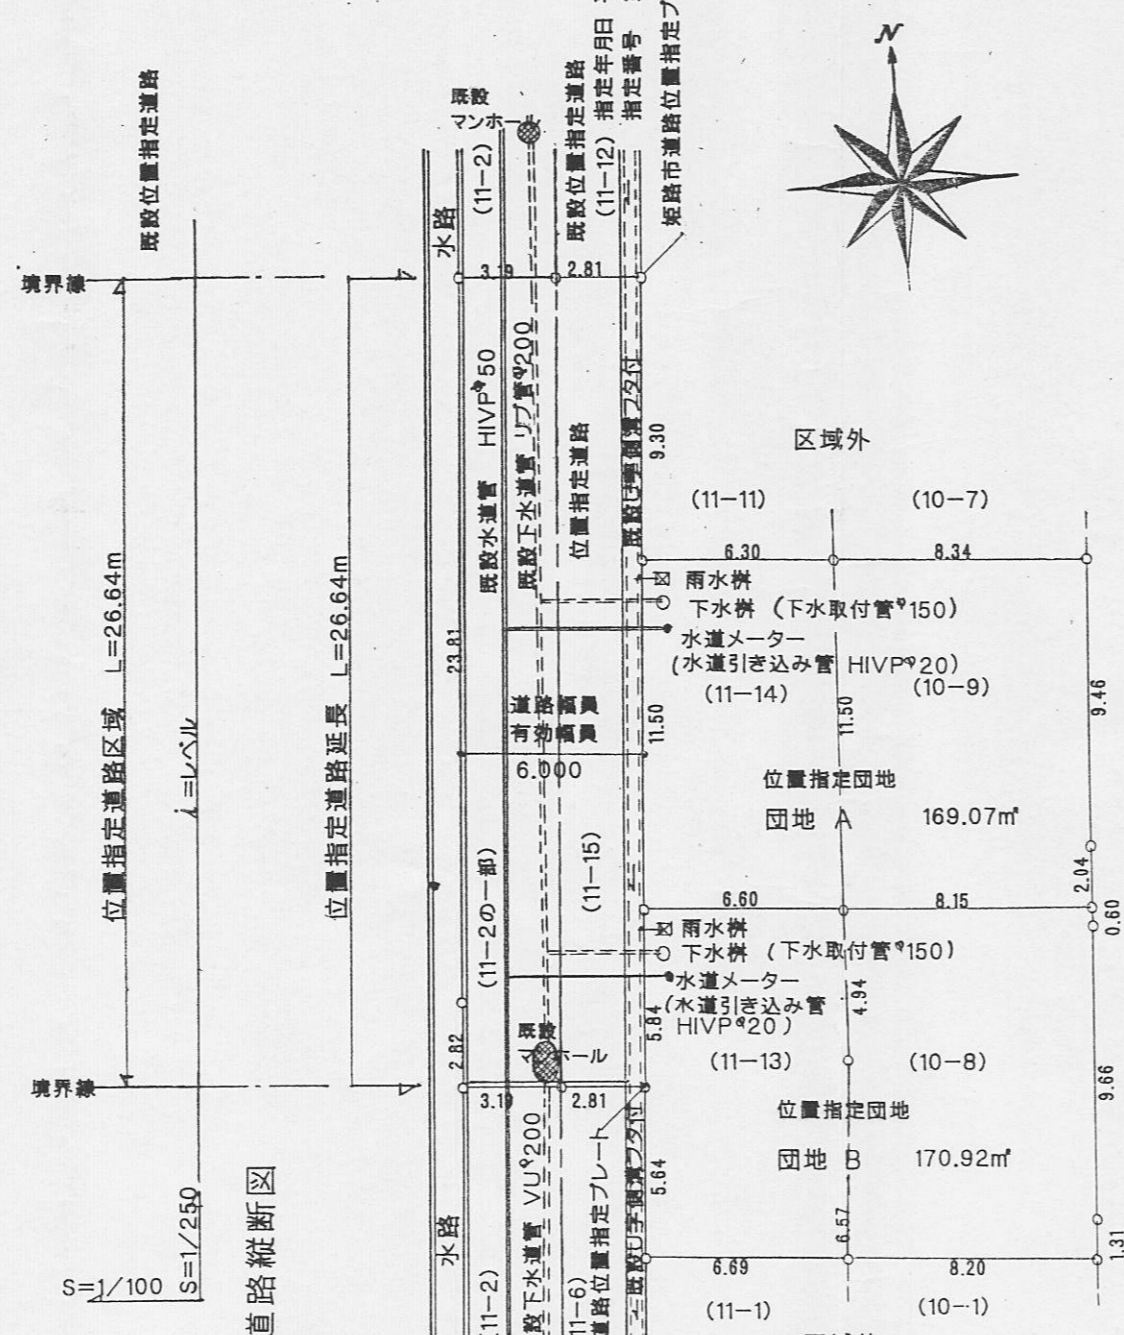 既設位置指定道路
境界線
位置指定道路区域 L=26.64m
i=レベル
位置指定道路延長 L=26.64m
境界線
S=1/100
S=1/250
道路縦断図
水路
既設
マンホール
(11-2)
既設位置指定道路
(11-12)
指定年月日
指定番号
姫路市道路位置指定プ
N
3.19
2.81
既設水道管 HIVPφ50
既設下水道管 リブ管φ200
位置指定道路
既設U字側溝フタ付
9.30
区域外
(11-11)
(10-7)
6.30
8.34
雨水桝
下水桝 (下水取付管φ150)
水道メーター
(水道引き込み管 HIVPφ20)
(11-14)
(10-9)
23.81
道路幅員
有効幅員
6.000
11.50
11.50
9.46
位置指定団地
団地 A 169.07㎡
(11-2の一部)
(11-15)
2.04
6.60
8.15
0.60
雨水桝
下水桝 (下水取付管φ150)
水道メーター
(水道引き込み管
HIVPφ20)
4.94
5.84
2.82
既設
マンホール
(11-13)
(10-8)
3.19
2.81
9.66
位置指定団地
団地 B 170.92㎡
水路
(11-2)
設下水道管 VUφ200
11-6)
道路位置指定プレート
既設U字側溝フタ付
5.64
6.57
1.31
6.69
8.20
(11-1)
(10-1)